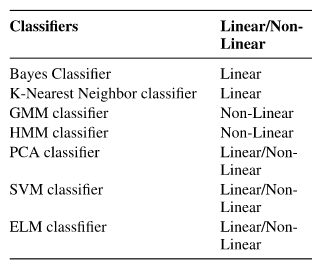 Classifiers Linear/Non-
Linear
Bayes Classifier Linear
K-Nearest Neighbor classifier Linear
GMM classifier Non-Linear
HMM classifier Non-Linear
PCA classifier Linear/Non-
Linear
SVM classifier Linear/Non-
Linear
ELM classfifier Linear/Non-
Linear